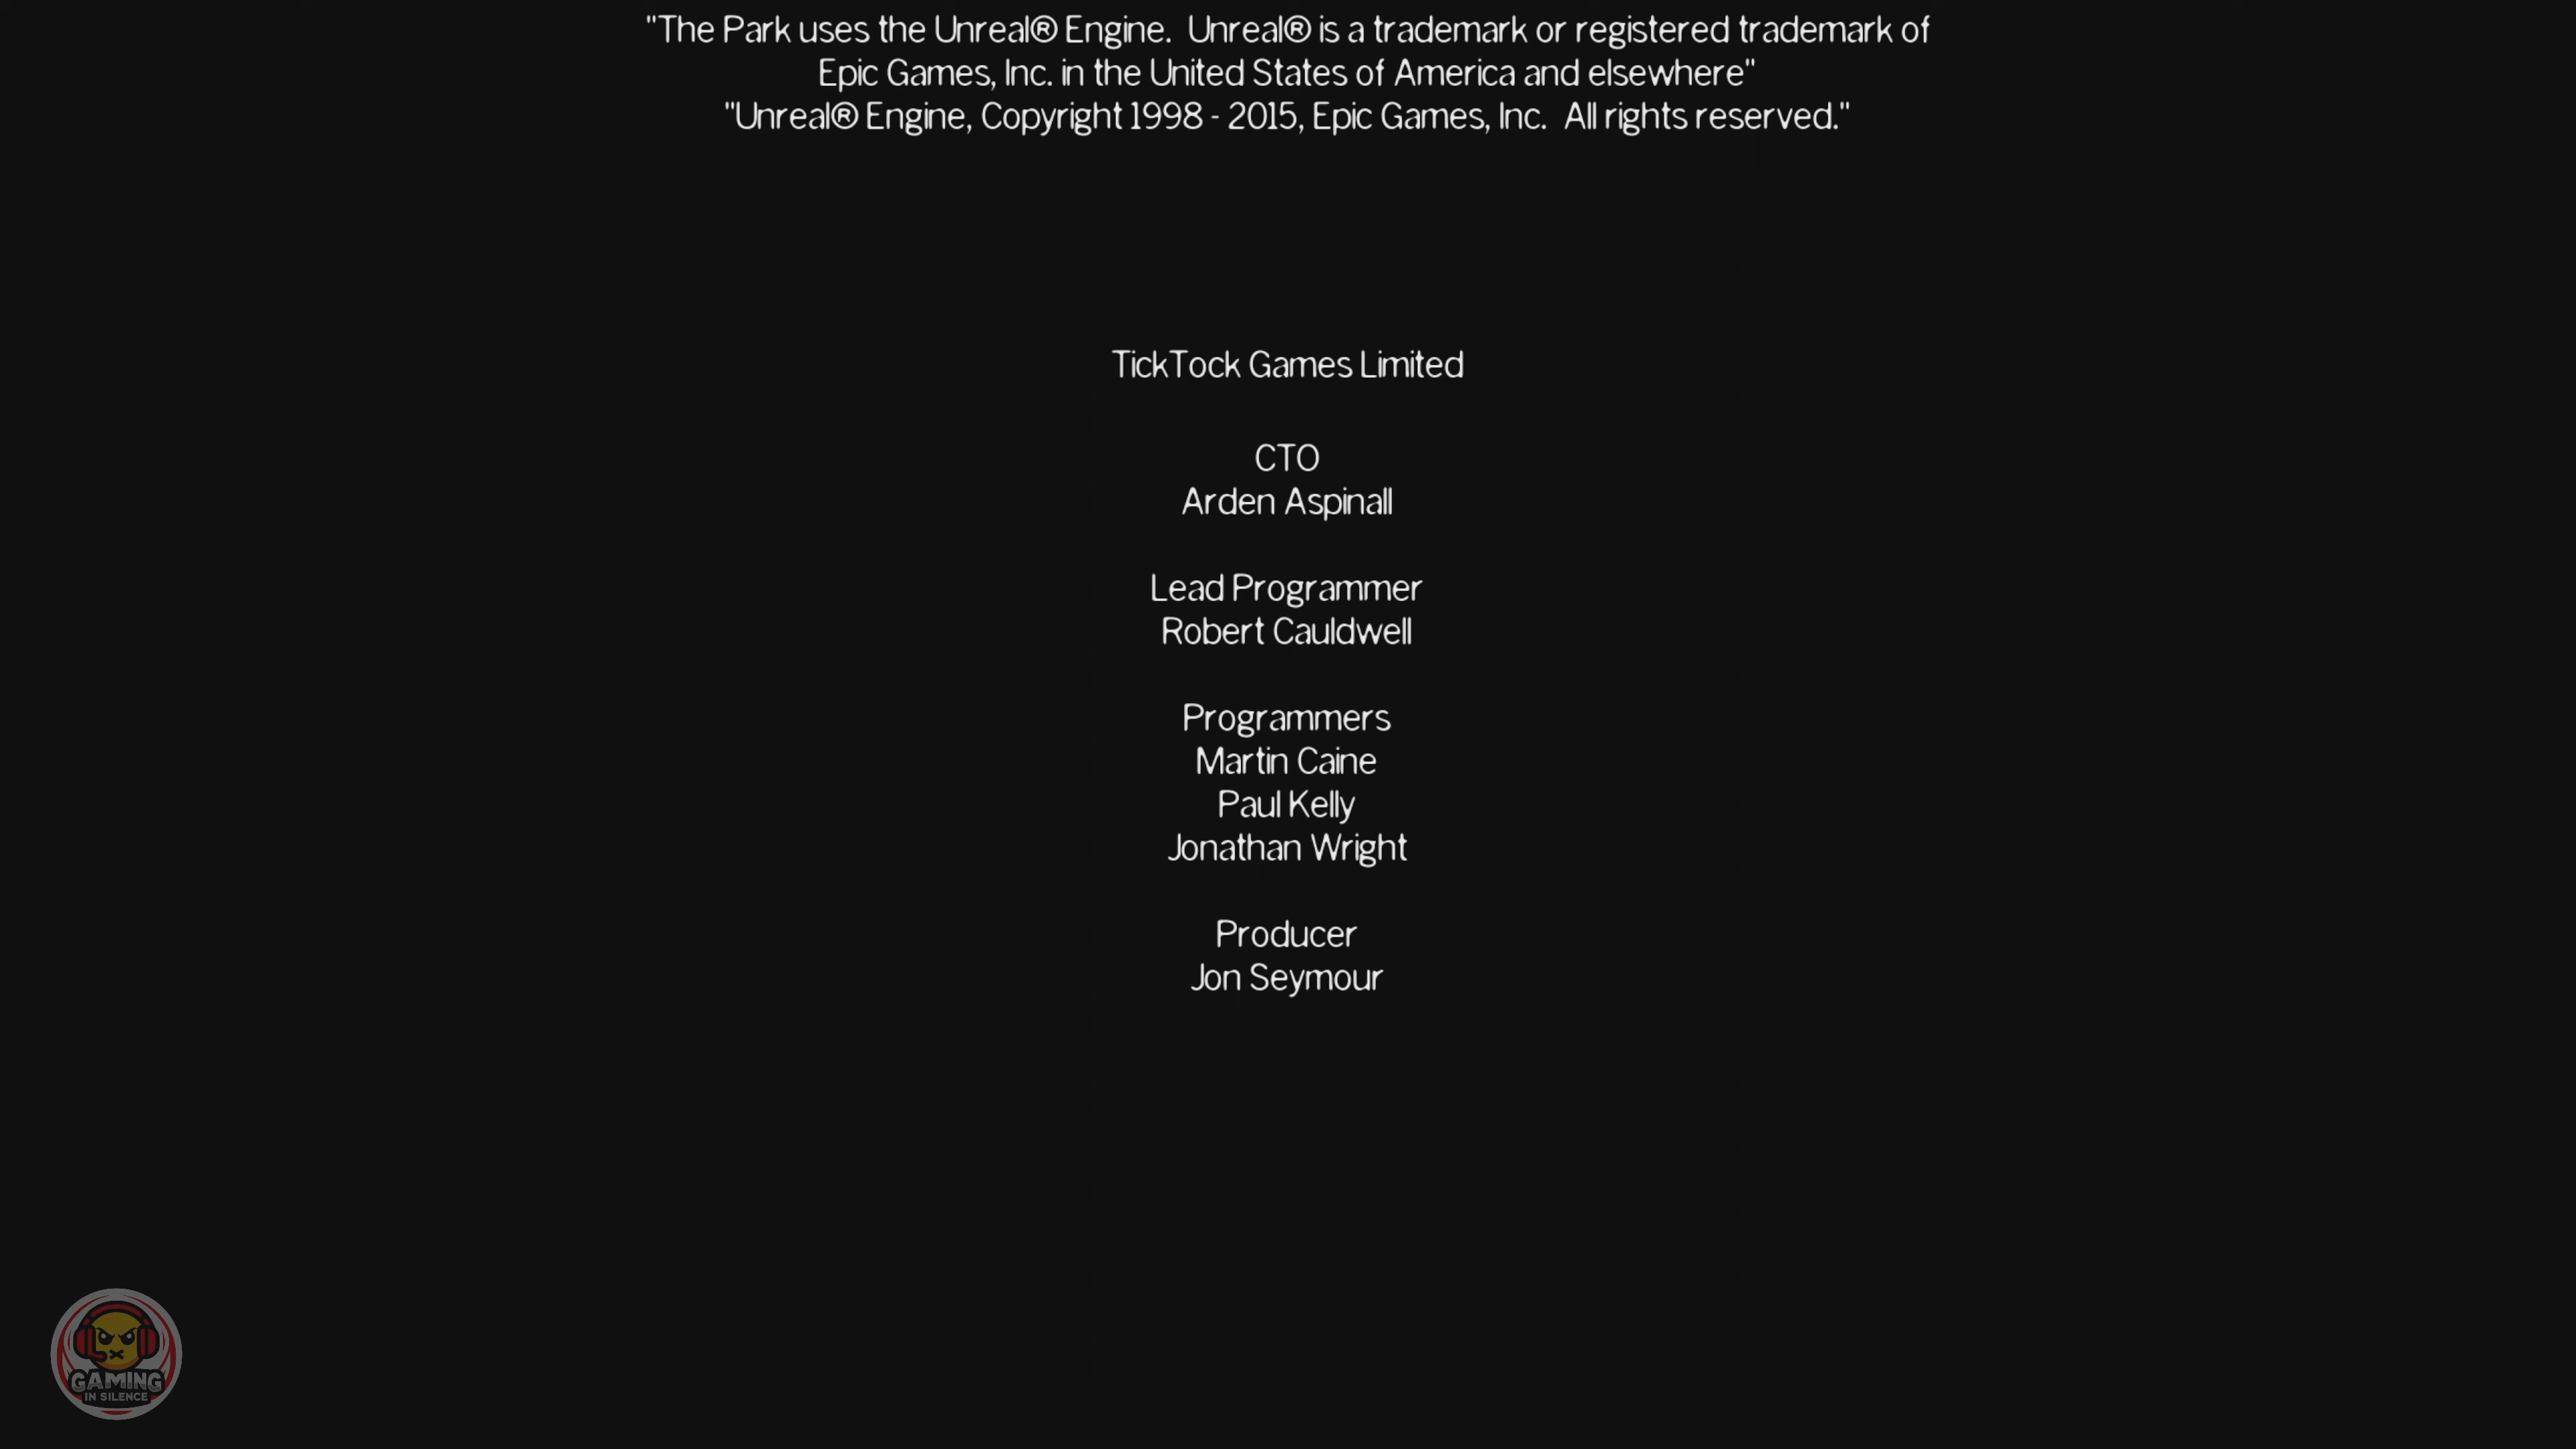 "The Park uses the Unreal® Engine.  Unreal® is a trademark or registered trademark of
Epic Games, Inc. in the United States of America and elsewhere"
"Unreal® Engine, Copyright 1998 - 2015, Epic Games, Inc.  All rights reserved."
TickTock Games Limited
CTO
Arden Aspinall
Lead Programmer
Robert Cauldwell
Programmers
Martin Caine
Paul Kelly
Jonathan Wright
Producer
Jon Seymour
GAMING
IN SILENCE